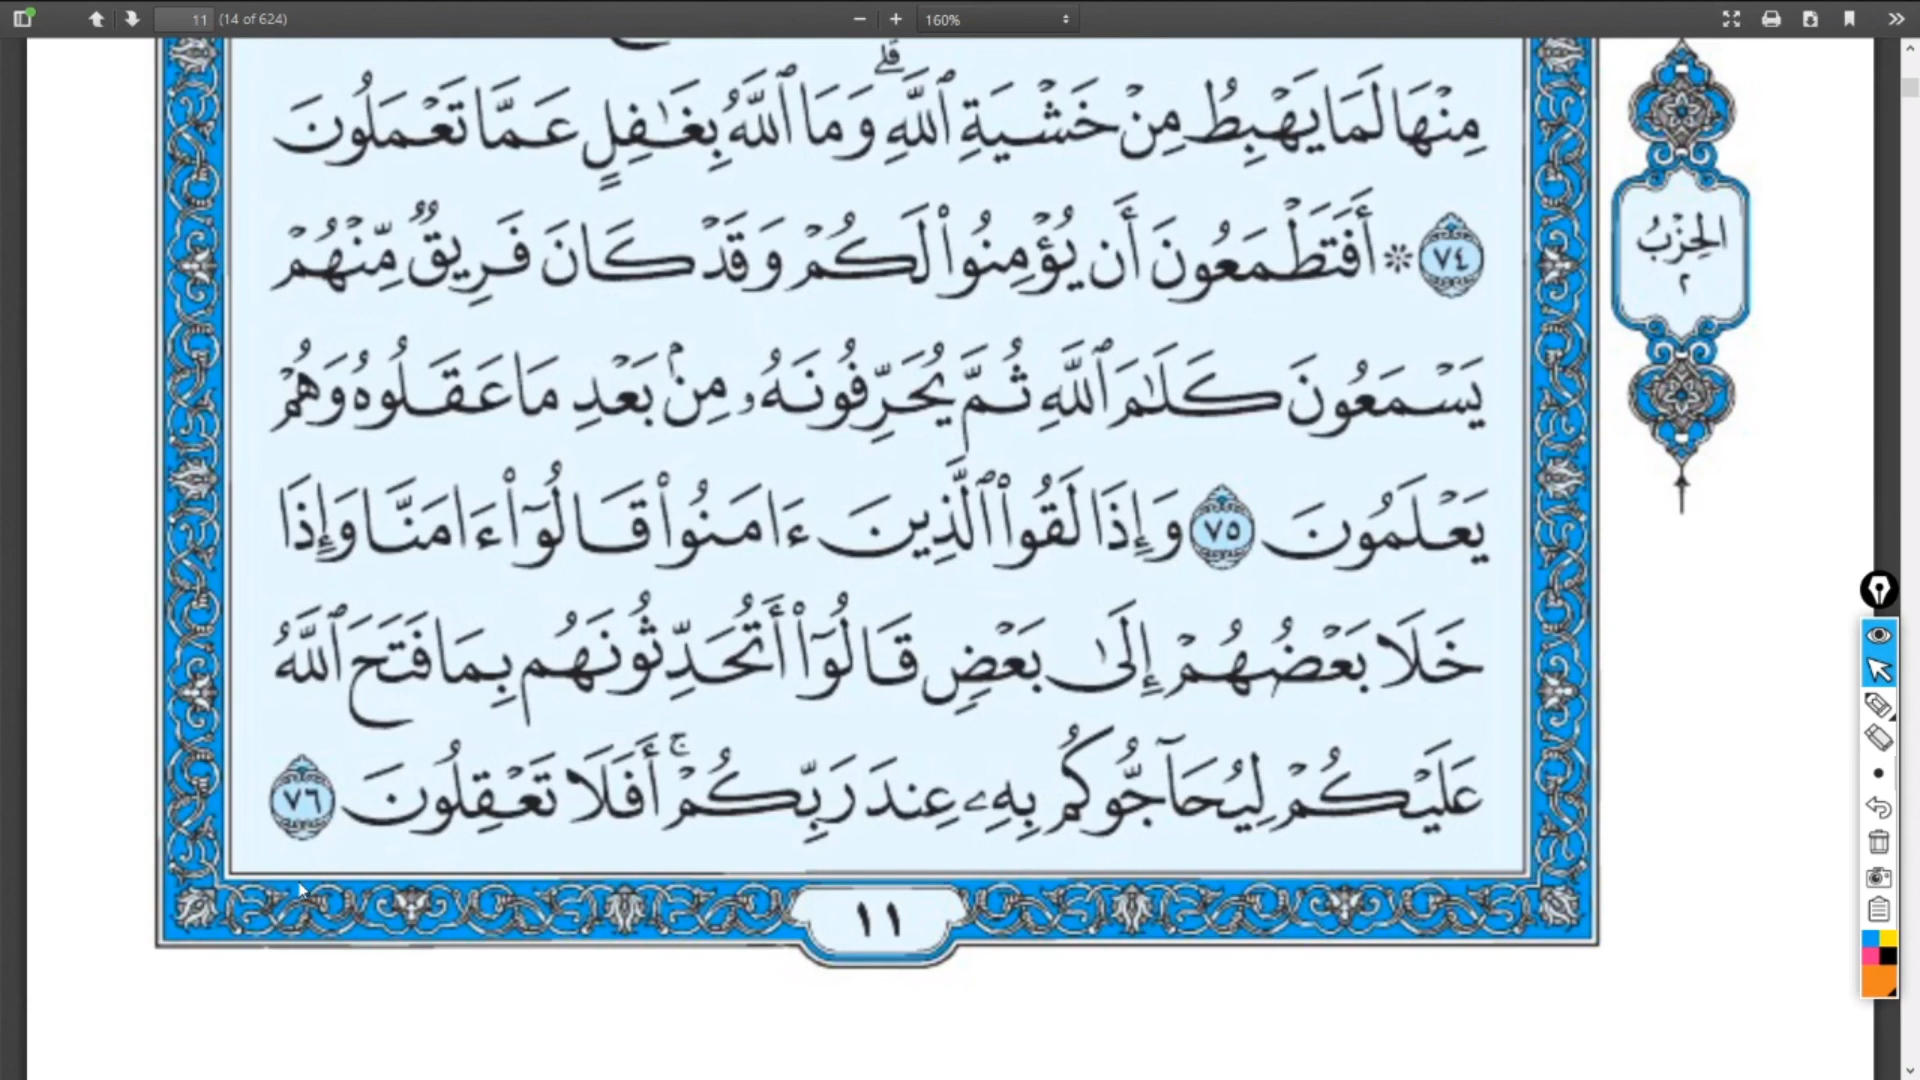 11 (14 of 624) 160%
مِنْهَا لَمَا يَهْبِطُ مِنْ خَشْيَةِ ٱللَّهِ ۗ وَمَا ٱللَّهُ بِغَٰفِلٍ عَمَّا تَعْمَلُونَ
٧٤ ۞ أَفَتَطْمَعُونَ أَن يُؤْمِنُوا۟ لَكُمْ وَقَدْ كَانَ فَرِيقٌ مِّنْهُمْ
يَسْمَعُونَ كَلَٰمَ ٱللَّهِ ثُمَّ يُحَرِّفُونَهُۥ مِنۢ بَعْدِ مَا عَقَلُوهُ وَهُمْ
يَعْلَمُونَ ٧٥ وَإِذَا لَقُوا۟ ٱلَّذِينَ ءَامَنُوا۟ قَالُوٓا۟ ءَامَنَّا وَإِذَا
خَلَا بَعْضُهُمْ إِلَىٰ بَعْضٍ قَالُوٓا۟ أَتُحَدِّثُونَهُم بِمَا فَتَحَ ٱللَّهُ
عَلَيْكُمْ لِيُحَآجُّوكُم بِهِۦ عِندَ رَبِّكُمْ ۚ أَفَلَا تَعْقِلُونَ ٧٦
١١
الحِزْبُ
٢